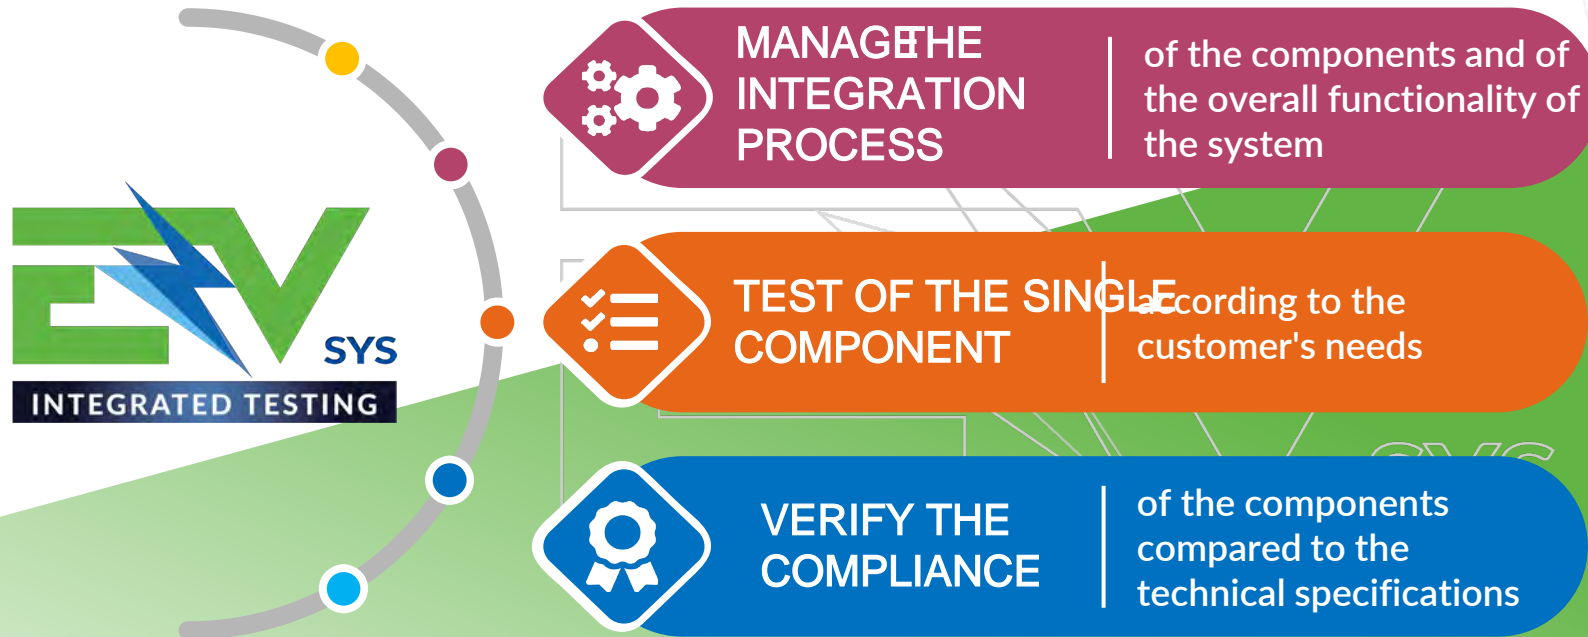 EV
SYS
INTEGRATED TESTING
MANAGE THE
INTEGRATION
PROCESS
of the components and of
the overall functionality of
the system
TEST OF THE SINGLE
COMPONENT
according to the
customer's needs
SYS
VERIFY THE
COMPLIANCE
of the components
compared to the
technical specifications